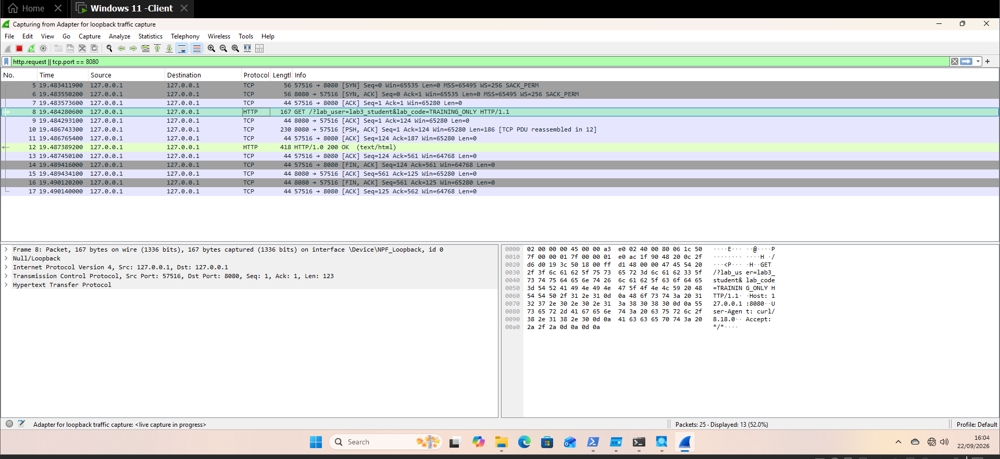 Home
Windows 11 -Client
Capturing from Adapter for loopback traffic capture
File Edit View Go Capture Analyze Statistics Telephony Wireless Tools Help
http.request || tcp.port == 8080
No. Time Source Destination Protocol Lengtl Info
5 19.483411900 127.0.0.1 127.0.0.1 TCP 56 57516 → 8080 [SYN] Seq=0 Win=65535 Len=0 MSS=65495 WS=256 SACK_PERM
6 19.483550200 127.0.0.1 127.0.0.1 TCP 56 8080 → 57516 [SYN, ACK] Seq=0 Ack=1 Win=65535 Len=0 MSS=65495 WS=256 SACK_PERM
7 19.483573600 127.0.0.1 127.0.0.1 TCP 44 57516 → 8080 [ACK] Seq=1 Ack=1 Win=65280 Len=0
8 19.484280600 127.0.0.1 127.0.0.1 HTTP 167 GET /?lab_user=lab3_student&lab_code=TRAINING_ONLY HTTP/1.1
9 19.484293100 127.0.0.1 127.0.0.1 TCP 44 8080 → 57516 [ACK] Seq=1 Ack=124 Win=65280 Len=0
10 19.486743300 127.0.0.1 127.0.0.1 TCP 230 8080 → 57516 [PSH, ACK] Seq=1 Ack=124 Win=65280 Len=186 [TCP PDU reassembled in 12]
11 19.486765400 127.0.0.1 127.0.0.1 TCP 44 57516 → 8080 [ACK] Seq=124 Ack=187 Win=65280 Len=0
12 19.487389200 127.0.0.1 127.0.0.1 HTTP 418 HTTP/1.0 200 OK (text/html)
13 19.487450100 127.0.0.1 127.0.0.1 TCP 44 57516 → 8080 [ACK] Seq=124 Ack=561 Win=64768 Len=0
14 19.489416000 127.0.0.1 127.0.0.1 TCP 44 57516 → 8080 [FIN, ACK] Seq=124 Ack=561 Win=64768 Len=0
15 19.489434100 127.0.0.1 127.0.0.1 TCP 44 8080 → 57516 [ACK] Seq=561 Ack=125 Win=65280 Len=0
16 19.490120200 127.0.0.1 127.0.0.1 TCP 44 8080 → 57516 [FIN, ACK] Seq=561 Ack=125 Win=65280 Len=0
17 19.490140000 127.0.0.1 127.0.0.1 TCP 44 57516 → 8080 [ACK] Seq=125 Ack=562 Win=64768 Len=0
Frame 8: Packet, 167 bytes on wire (1336 bits), 167 bytes captured (1336 bits) on interface \Device\NPF_Loopback, id 0
Null/Loopback
Internet Protocol Version 4, Src: 127.0.0.1, Dst: 127.0.0.1
Transmission Control Protocol, Src Port: 57516, Dst Port: 8080, Seq: 1, Ack: 1, Len: 123
Hypertext Transfer Protocol
0000 02 00 00 00 45 00 00 a3 e0 02 40 00 80 06 1c 50 ····E··· ··@····P
0010 7f 00 00 01 7f 00 00 01 e0 ac 1f 90 48 20 0c 2f ········ ····H ·/
0020 d6 d0 19 3c 50 18 00 ff d1 48 00 00 47 45 54 20 ···<P··· ·H··GET
0030 2f 3f 6c 61 62 5f 75 73 65 72 3d 6c 61 62 33 5f /?lab_us er=lab3_
0040 73 74 75 64 65 6e 74 26 6c 61 62 5f 63 6f 64 65 student& lab_code
0050 3d 54 52 41 49 4e 49 4e 47 5f 4f 4e 4c 59 20 48 =TRAININ G_ONLY H
0060 54 54 50 2f 31 2e 31 0d 0a 48 6f 73 74 3a 20 31 TTP/1.1· ·Host: 1
0070 32 37 2e 30 2e 30 2e 31 3a 38 30 38 30 0d 0a 55 27.0.0.1 :8080··U
0080 73 65 72 2d 41 67 65 6e 74 3a 20 63 75 72 6c 2f ser-Agen t: curl/
0090 38 2e 31 38 2e 30 0d 0a 41 63 63 65 70 74 3a 20 8.18.0·· Accept:
00a0 2a 2f 2a 0d 0a 0d 0a */*····
Adapter for loopback traffic capture: <live capture in progress>
Packets: 25 · Displayed: 13 (52.0%)
Profile: Default
Search
16:04
22/09/2026